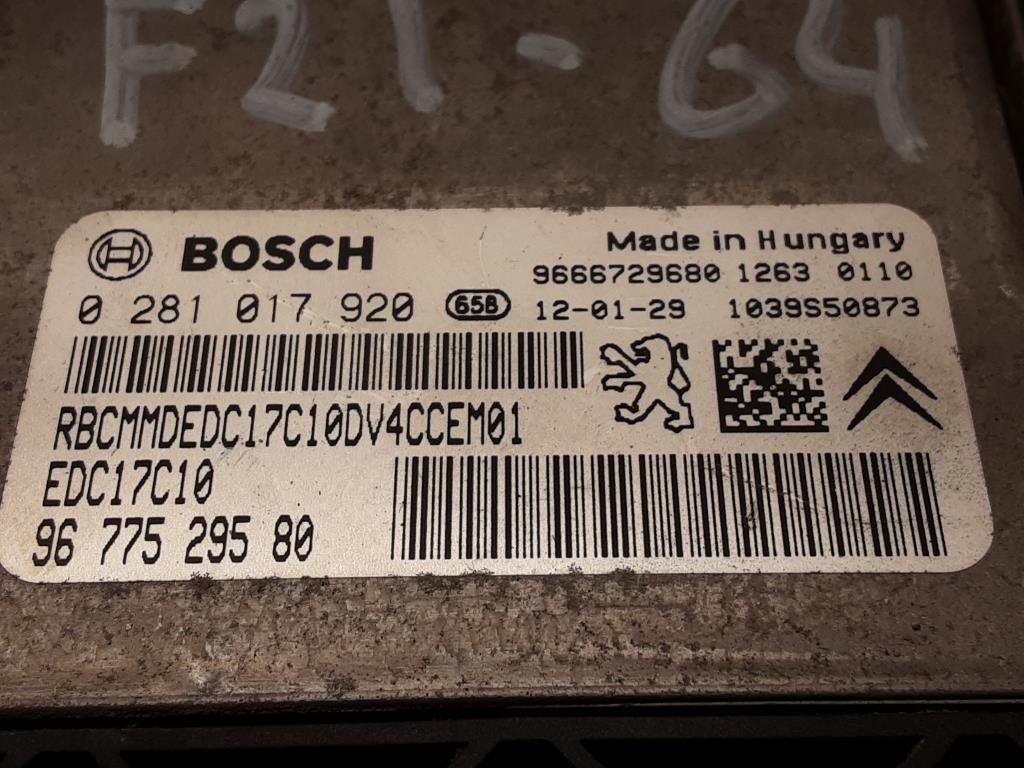 F21-64
BOSCH
Made in Hungary
9666729680 1263 0110
0 281 017 920 65B 12-01-29 1039S50873
RBCMMDEDC17C10DV4CCEM01
EDC17C10
96 775 295 80